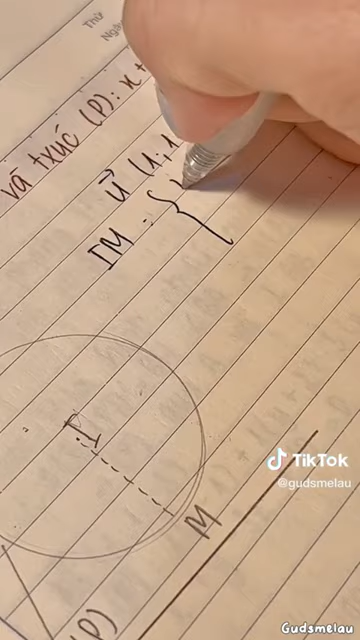 Thứ
Ngày
và txúc (P): x +
u⃗ (1; 1
IM : {
I
M
(P)
TikTok
@gudsmelau
Gudsmelau